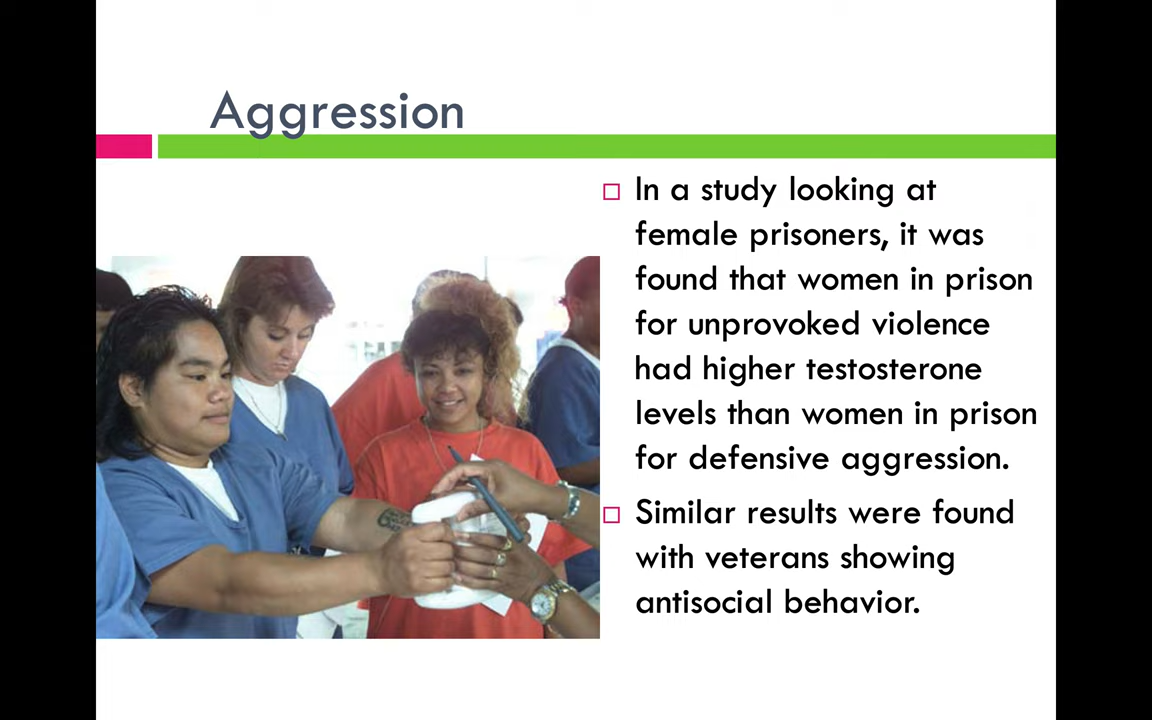 Aggression
In a study looking at
female prisoners, it was
found that women in prison
for unprovoked violence
had higher testosterone
levels than women in prison
for defensive aggression.
Similar results were found
with veterans showing
antisocial behavior.